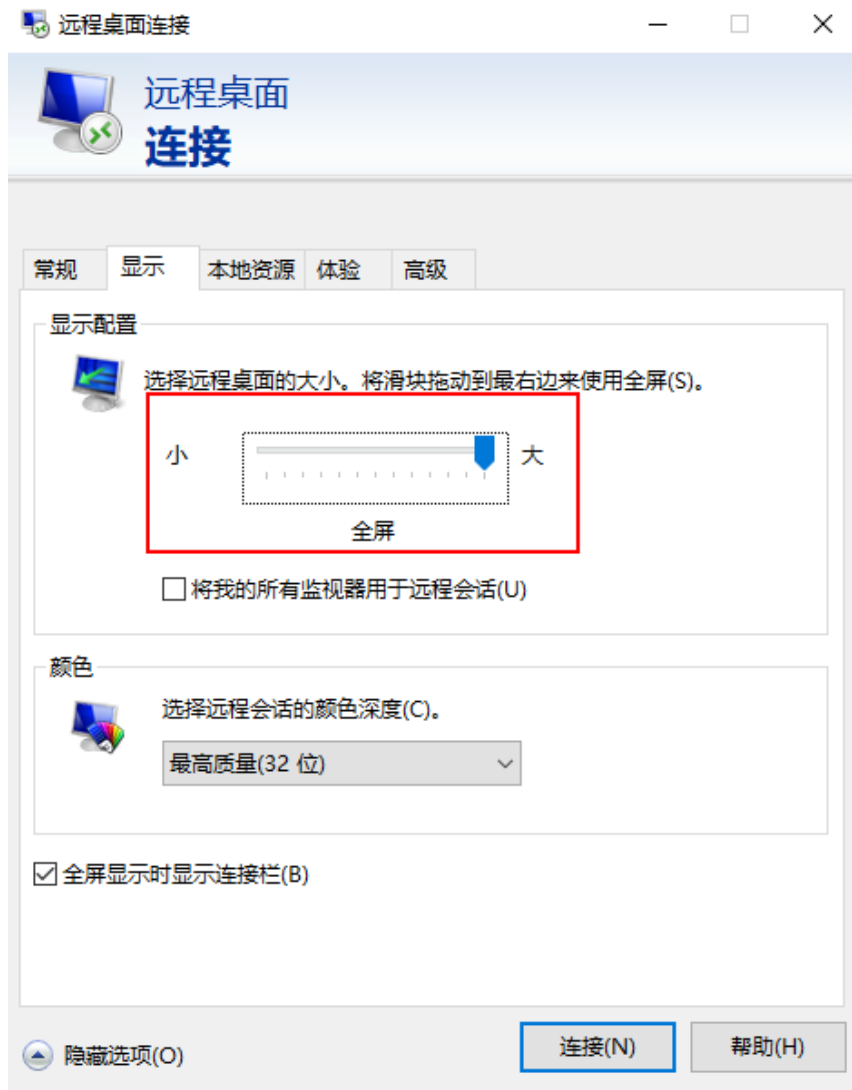 远程桌面连接
远程桌面
连接
常规 显示 本地资源 体验 高级
显示配置
选择远程桌面的大小。将滑块拖动到最右边来使用全屏(S)。
小 大
全屏
将我的所有监视器用于远程会话(U)
颜色
选择远程会话的颜色深度(C)。
最高质量(32 位)
全屏显示时显示连接栏(B)
隐藏选项(O) 连接(N) 帮助(H)